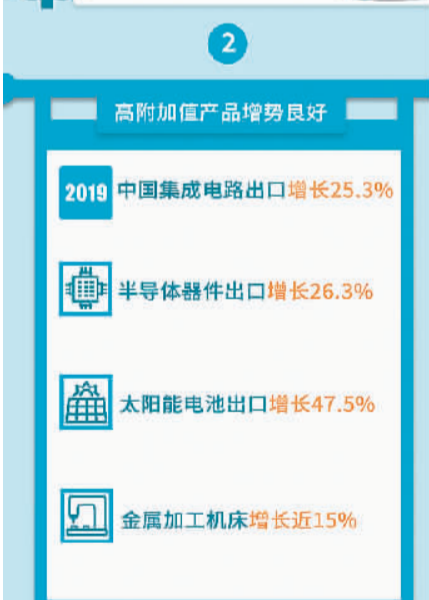 2
高附加值产品增势良好
2019 中国集成电路出口增长25.3%
半导体器件出口增长26.3%
太阳能电池出口增长47.5%
金属加工机床增长近15%